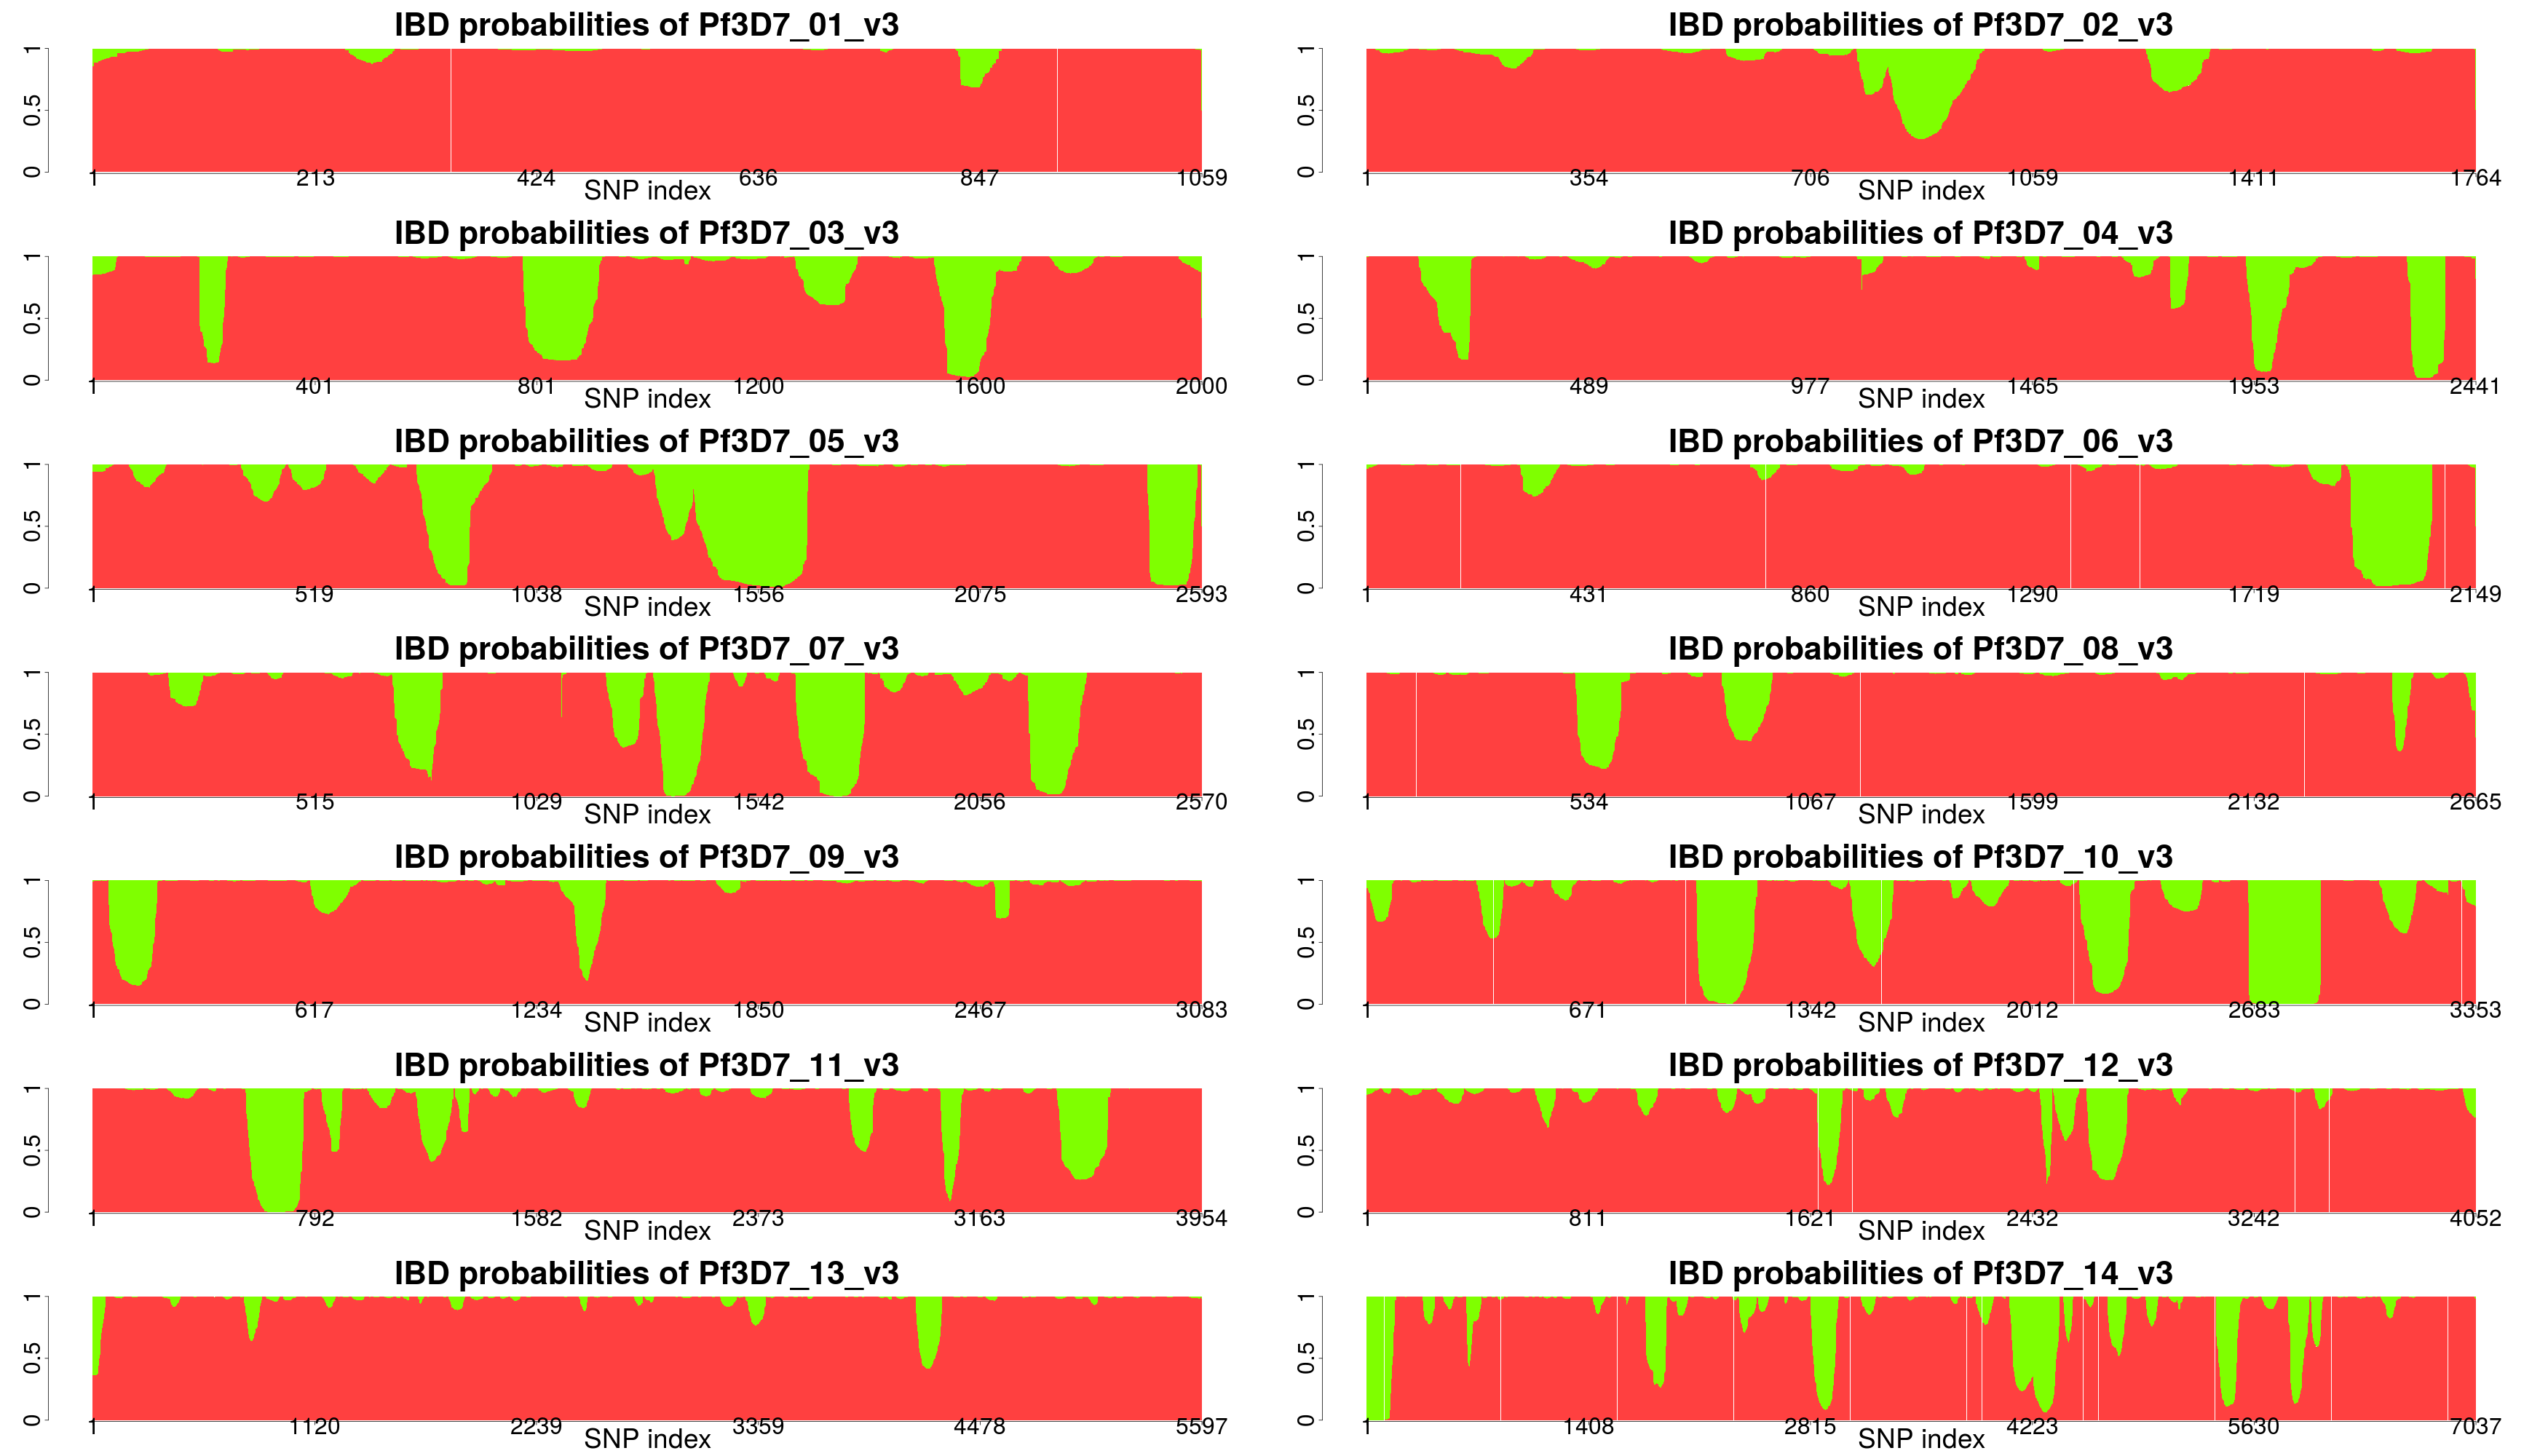 IBD probabilities of Pf3D7_01_v3
0 0.5 1
1 213 424 636 847 1059
SNP index
IBD probabilities of Pf3D7_02_v3
0 0.5 1
1 354 706 1059 1411 1764
SNP index
IBD probabilities of Pf3D7_03_v3
0 0.5 1
1 401 801 1200 1600 2000
SNP index
IBD probabilities of Pf3D7_04_v3
0 0.5 1
1 489 977 1465 1953 2441
SNP index
IBD probabilities of Pf3D7_05_v3
0 0.5 1
1 519 1038 1556 2075 2593
SNP index
IBD probabilities of Pf3D7_06_v3
0 0.5 1
1 431 860 1290 1719 2149
SNP index
IBD probabilities of Pf3D7_07_v3
0 0.5 1
1 515 1029 1542 2056 2570
SNP index
IBD probabilities of Pf3D7_08_v3
0 0.5 1
1 534 1067 1599 2132 2665
SNP index
IBD probabilities of Pf3D7_09_v3
0 0.5 1
1 617 1234 1850 2467 3083
SNP index
IBD probabilities of Pf3D7_10_v3
0 0.5 1
1 671 1342 2012 2683 3353
SNP index
IBD probabilities of Pf3D7_11_v3
0 0.5 1
1 792 1582 2373 3163 3954
SNP index
IBD probabilities of Pf3D7_12_v3
0 0.5 1
1 811 1621 2432 3242 4052
SNP index
IBD probabilities of Pf3D7_13_v3
0 0.5 1
1 1120 2239 3359 4478 5597
SNP index
IBD probabilities of Pf3D7_14_v3
0 0.5 1
1 1408 2815 4223 5630 7037
SNP index